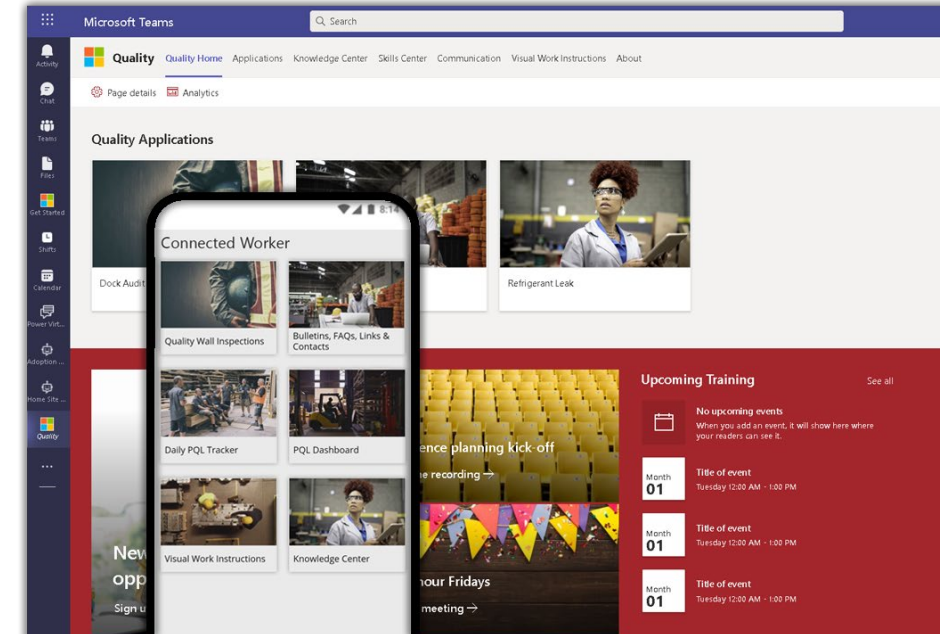 Microsoft Teams
Search
Activity
Chat
Teams
Files
Get Started
Shifts
Calendar
Power Virt...
Adoption ...
Home Site ...
Quality
...
Quality
Quality Home
Applications
Knowledge Center
Skills Center
Communication
Visual Work Instructions
About
Page details
Analytics
Quality Applications
Dock Audit
Refrigerant Leak
8:14
Connected Worker
Quality Wall Inspections
Bulletins, FAQs, Links &
Contacts
Daily PQL Tracker
PQL Dashboard
Visual Work Instructions
Knowledge Center
New
opp
Sign u
ence planning kick-off
e recording →
hour Fridays
meeting →
Upcoming Training
See all
No upcoming events
When you add an event, it will show here where
your readers can see it.
Month
01
Title of event
Tuesday 12:00 AM - 1:00 PM
Month
01
Title of event
Tuesday 12:00 AM - 1:00 PM
Month
01
Title of event
Tuesday 12:00 AM - 1:00 PM